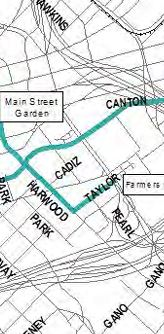 HAWKINS
Main Street
Garden
CANTON
CADIZ
TAYLOR
Farmers
PARK
HARWOOD
PARK
PEARL
GANO
GANO